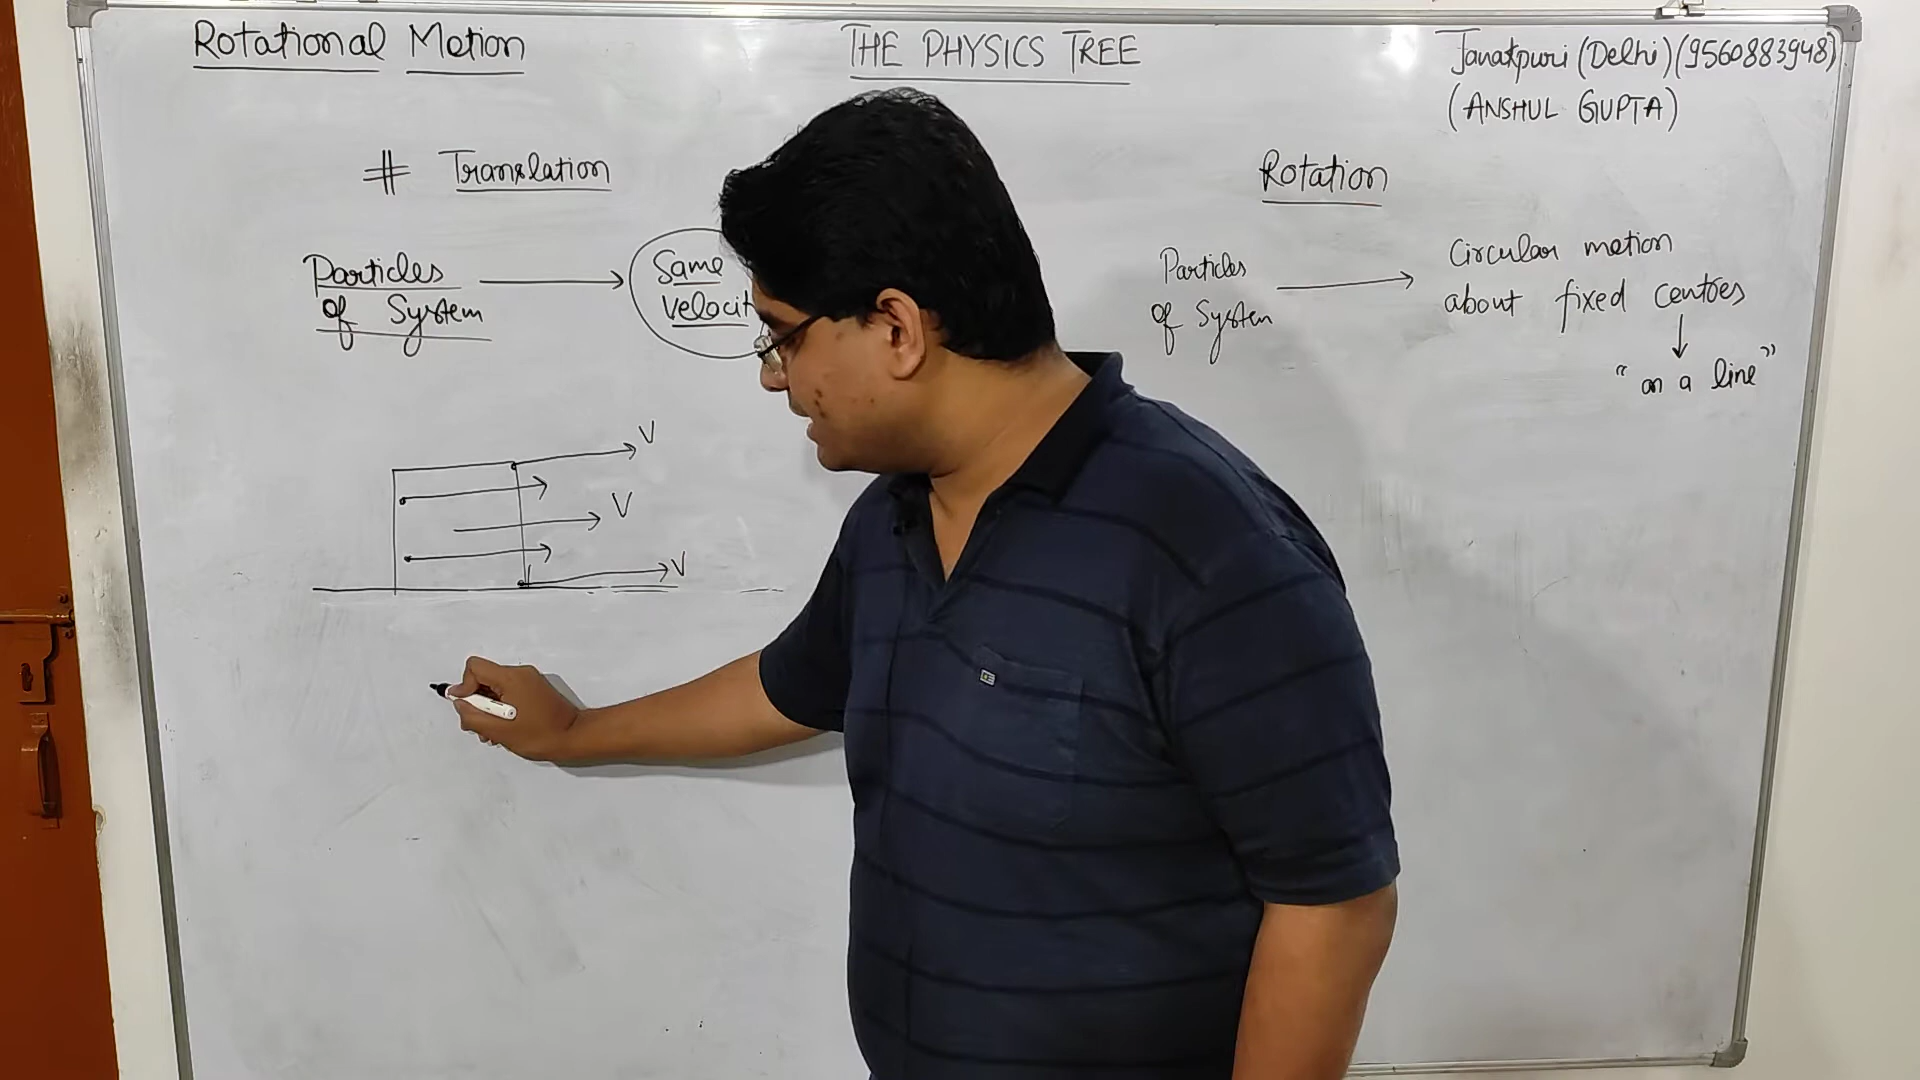 Rotational Motion
THE PHYSICS TREE
Janakpuri (Delhi) (9560883948)
(ANSHUL GUPTA)
# Translation
Particles
of System
Same
velocit
V
V
V
Rotation
Particles
of System
Circular motion
about fixed centres
"on a line"